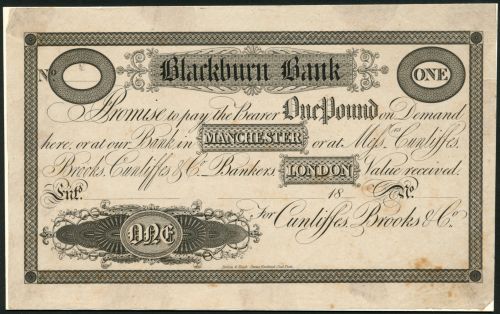 Blackburn Bank
No. ONE
I Promise to pay the Bearer One Pound on Demand
here, or at our Bank in MANCHESTER or at Messrs Cunliffes,
Brooks, Cunliffes & Co. Bankers LONDON Value received.
Entd. 18 No.
For Cunliffes, Brooks & Co.
ONE